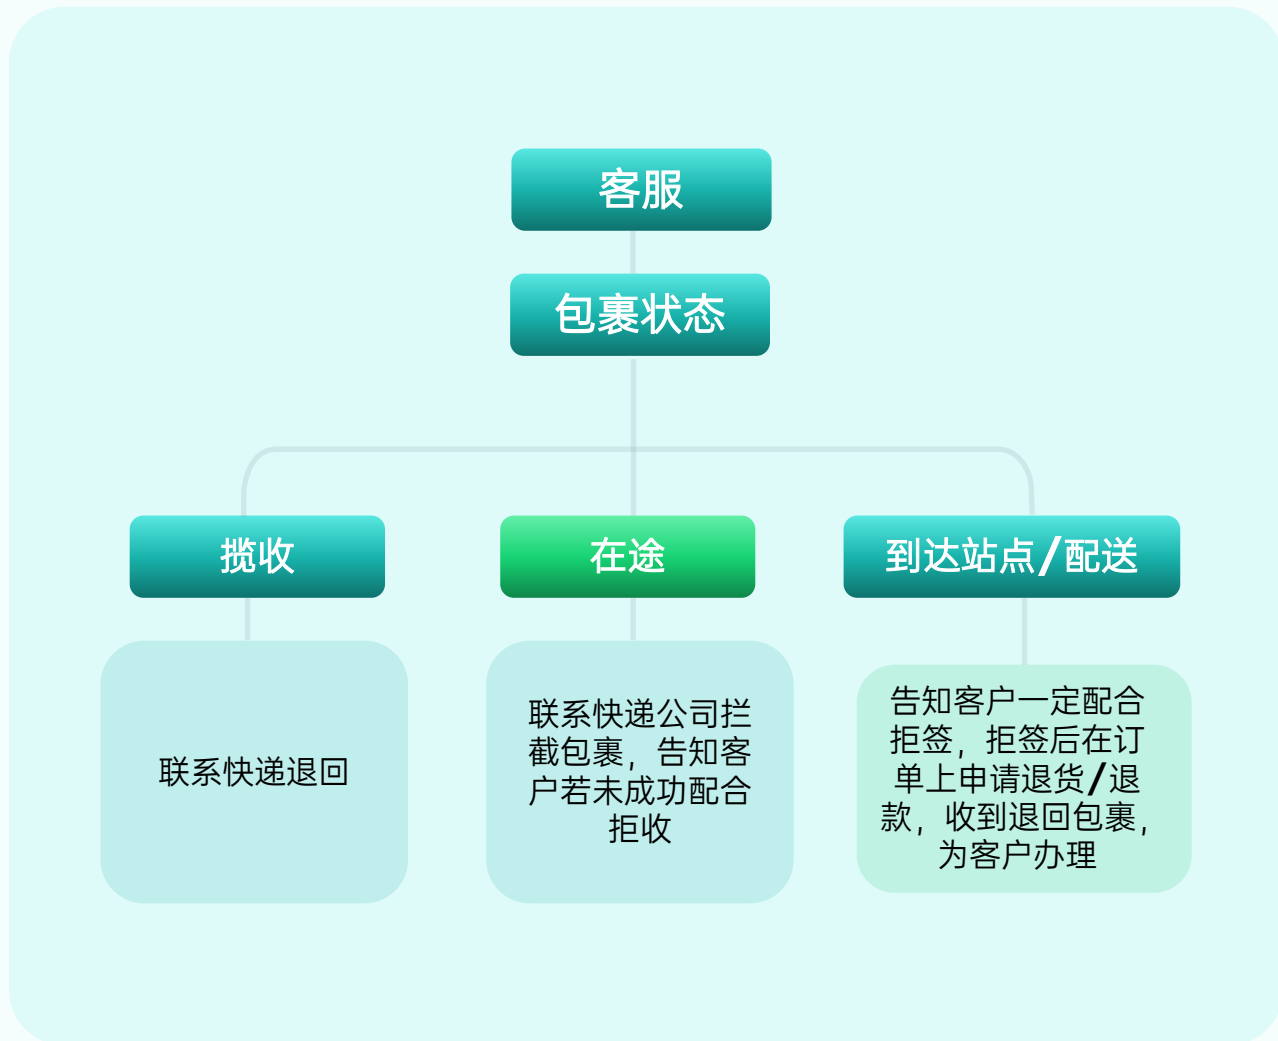 客服
包裹状态
揽收
在途
到达站点/配送
联系快递退回
联系快递公司拦
截包裹，告知客
户若未成功配合
拒收
告知客户一定配合
拒签，拒签后在订
单上申请退货/退
款，收到退回包裹，
为客户办理